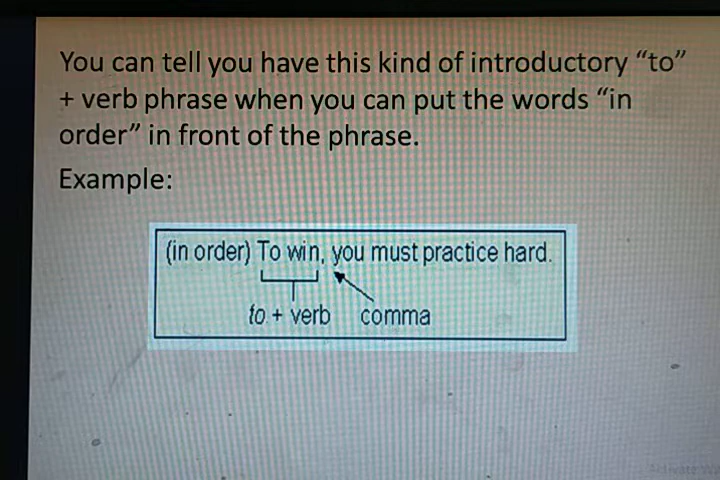 You can tell you have this kind of introductory “to”
+ verb phrase when you can put the words “in
order” in front of the phrase.
Example:
(in order) To win, you must practice hard.
to + verb comma